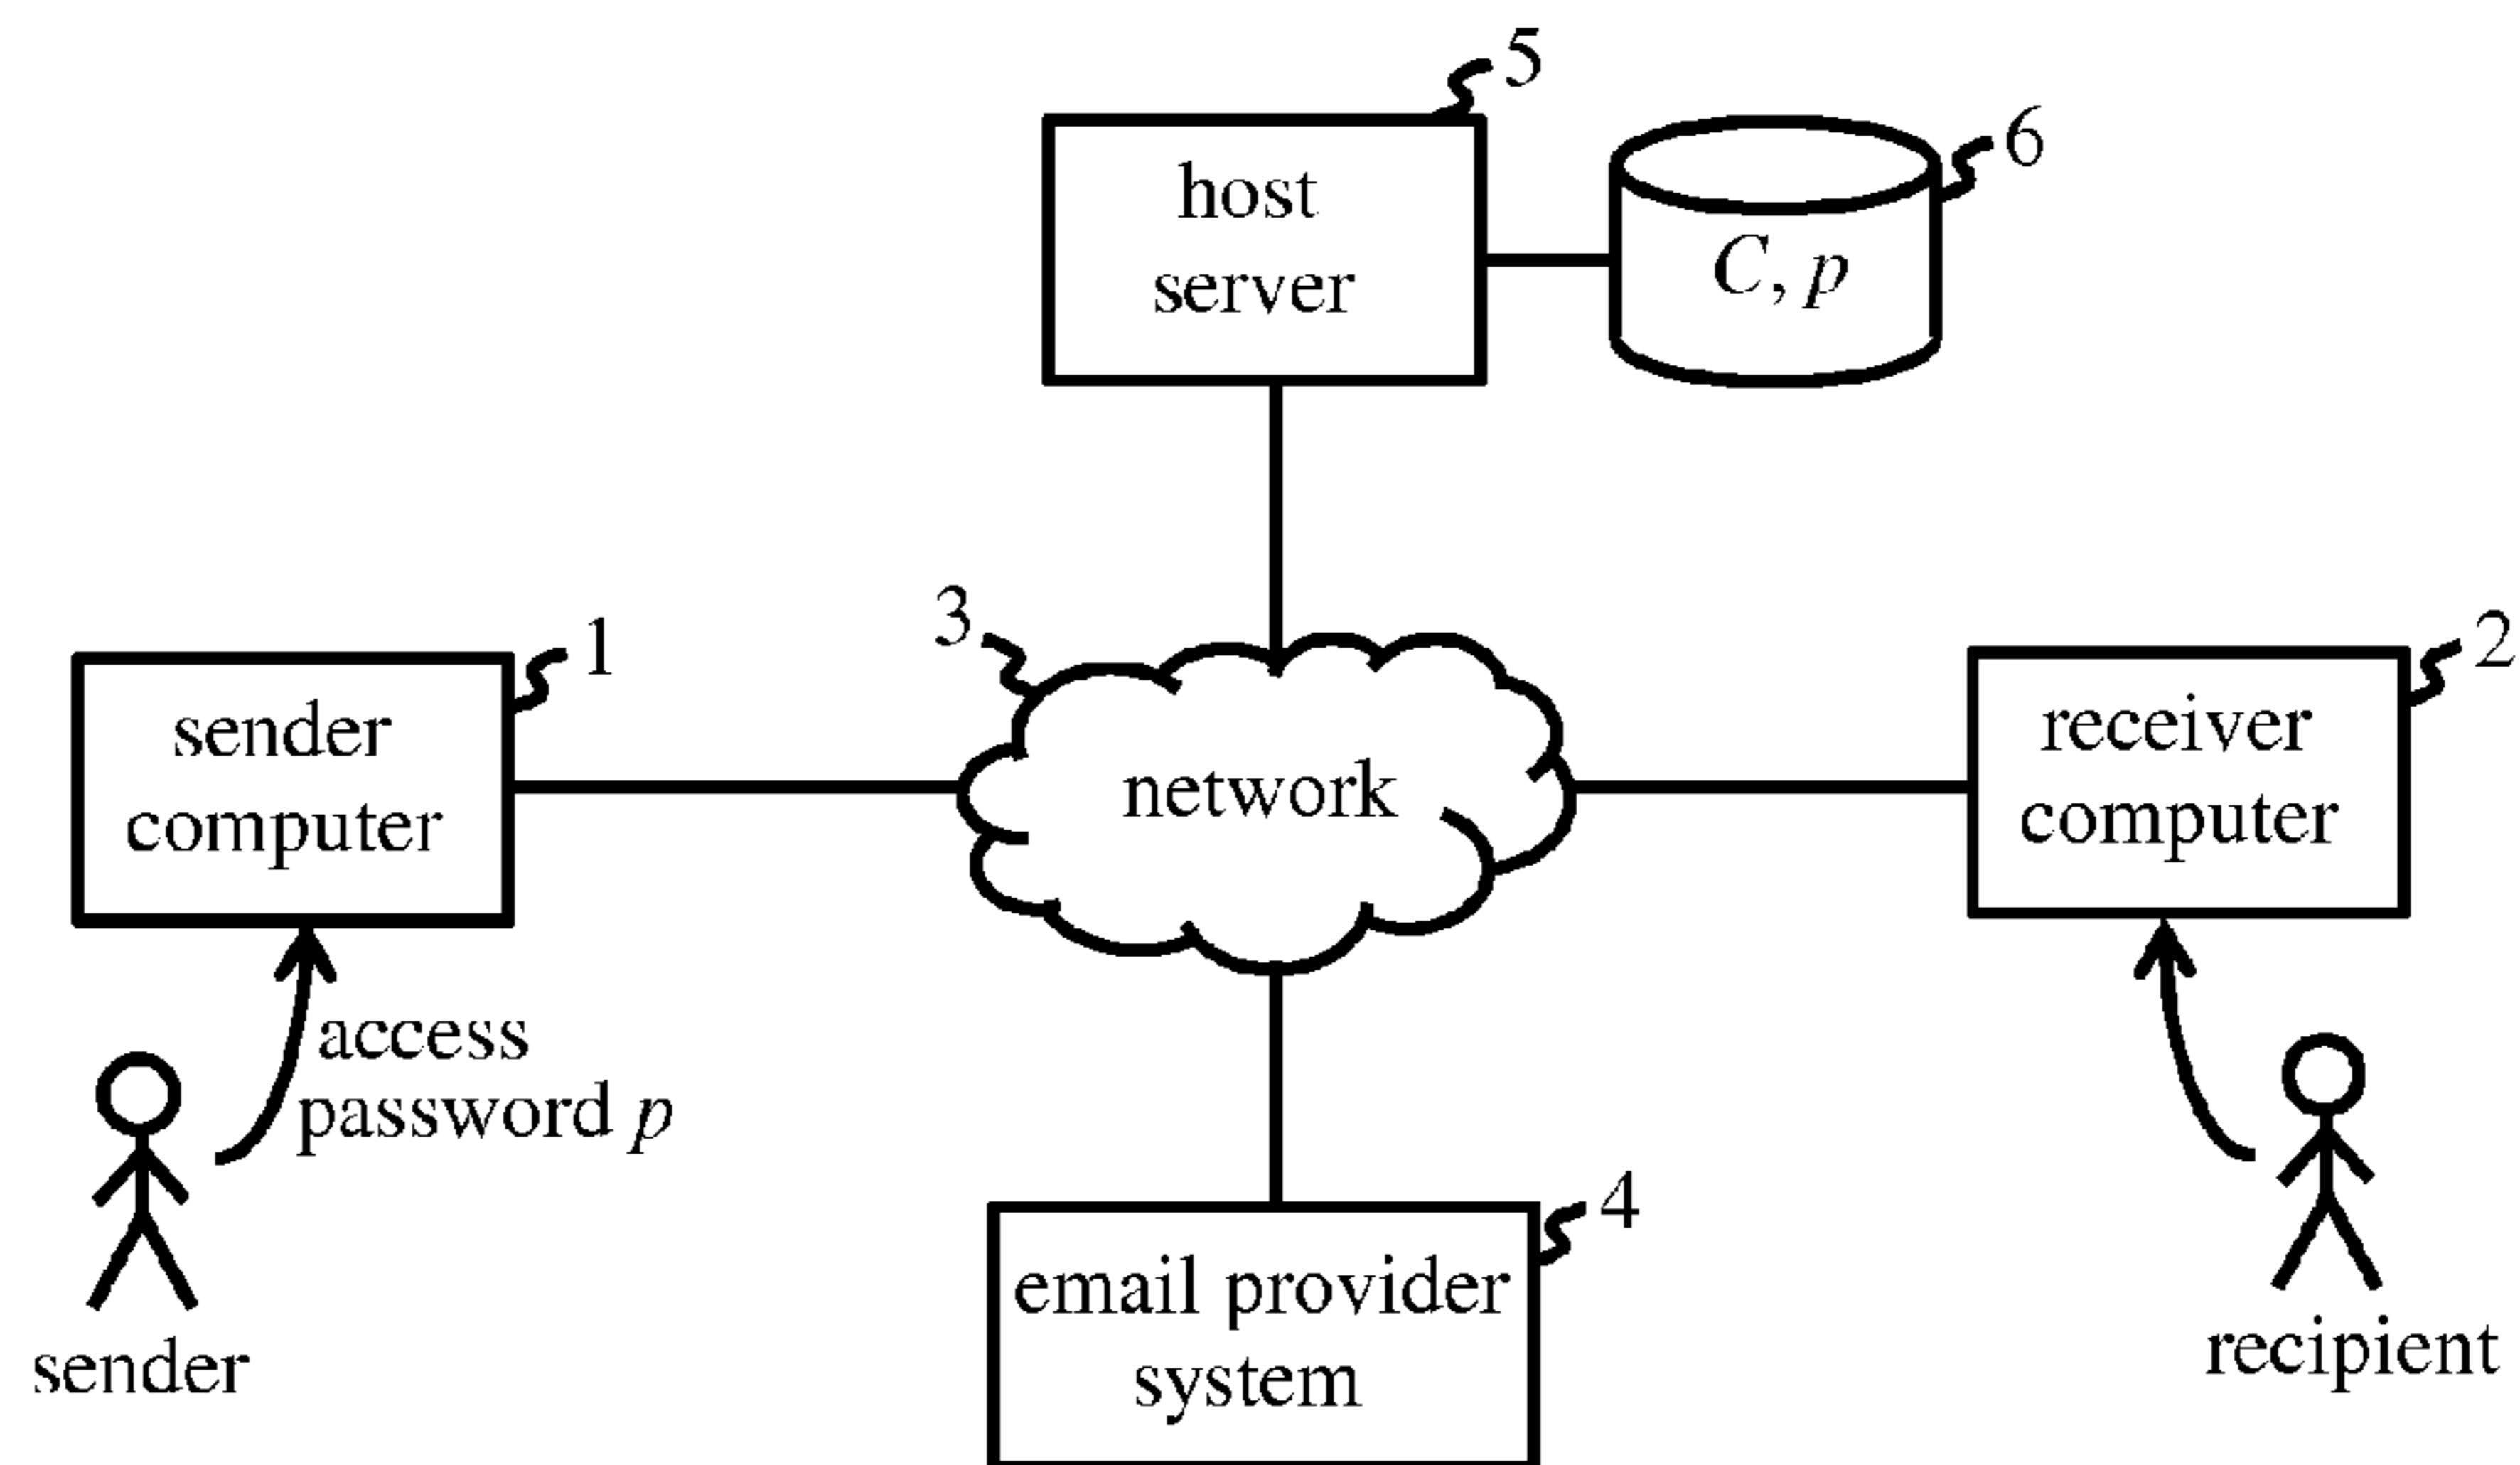 5
6
host
server
C, p
3
1
2
sender
computer
network
receiver
computer
access
password p
4
email provider
system
sender
recipient